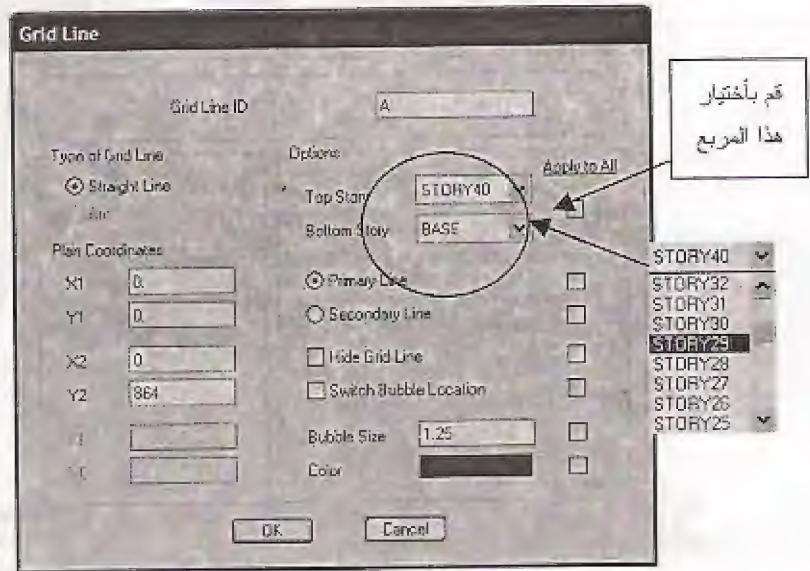 Grid Line
Grid Line ID
A
Type of Grid Line
Straight Line
Arc
Plan Coordinates
X1
0.
Y1
0.
X2
0
Y2
864
Options
Apply to All
Top Story
STORY40
Bottom Story
BASE
Primary Line
Secondary Line
Hide Grid Line
Switch Bubble Location
Bubble Size
1.25
Color
OK
Cancel
قم بأختيار
هذا المربع
STORY40
STORY32
STORY31
STORY30
STORY29
STORY28
STORY27
STORY26
STORY25